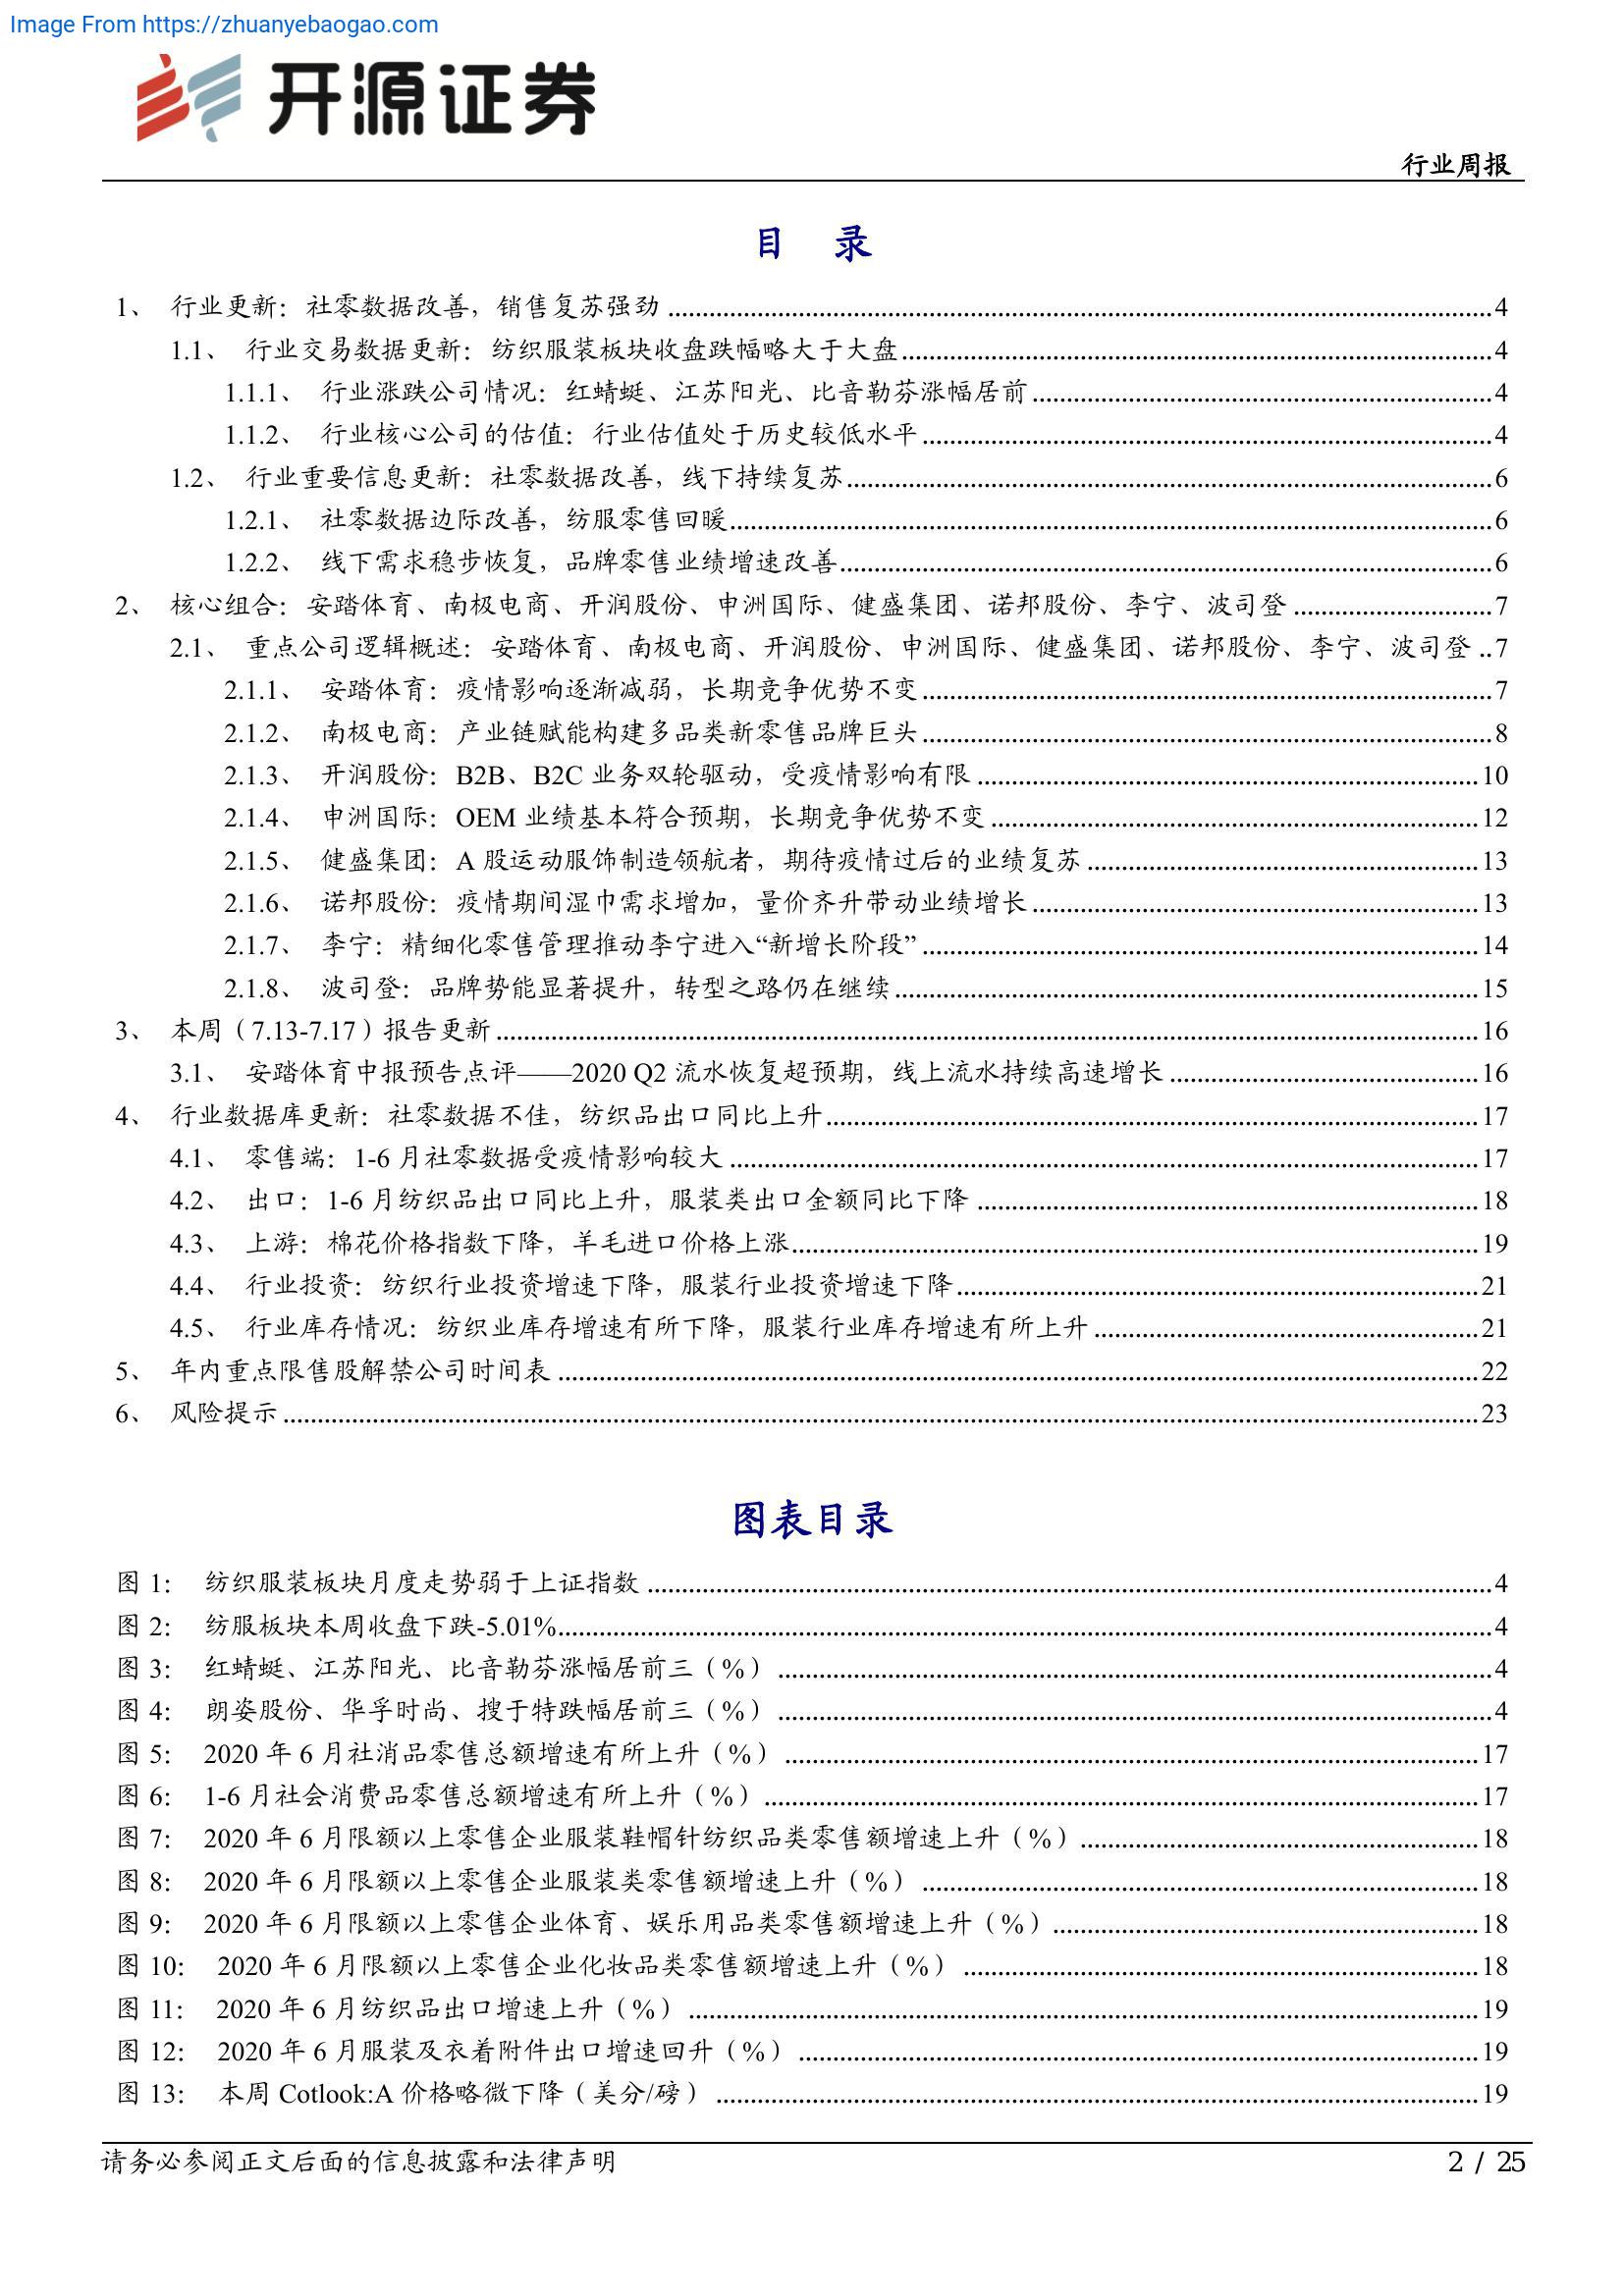 Image From https://zhuanyebaogao.com
开源证券
行业周报
目 录
1、 行业更新：社零数据改善，销售复苏强劲 ........ 4
1.1、 行业交易数据更新：纺织服装板块收盘跌幅略大于大盘 ........ 4
1.1.1、 行业涨跌公司情况：红蜻蜓、江苏阳光、比音勒芬涨幅居前 ........ 4
1.1.2、 行业核心公司的估值：行业估值处于历史较低水平 ........ 4
1.2、 行业重要信息更新：社零数据改善，线下持续复苏 ........ 6
1.2.1、 社零数据边际改善，纺服零售回暖 ........ 6
1.2.2、 线下需求稳步恢复，品牌零售业绩增速改善 ........ 6
2、 核心组合：安踏体育、南极电商、开润股份、申洲国际、健盛集团、诺邦股份、李宁、波司登 ........ 7
2.1、 重点公司逻辑概述：安踏体育、南极电商、开润股份、申洲国际、健盛集团、诺邦股份、李宁、波司登 .. 7
2.1.1、 安踏体育：疫情影响逐渐减弱，长期竞争优势不变 ........ 7
2.1.2、 南极电商：产业链赋能构建多品类新零售品牌巨头 ........ 8
2.1.3、 开润股份：B2B、B2C 业务双轮驱动，受疫情影响有限 ........ 10
2.1.4、 申洲国际：OEM 业绩基本符合预期，长期竞争优势不变 ........ 12
2.1.5、 健盛集团：A 股运动服饰制造领航者，期待疫情过后的业绩复苏 ........ 13
2.1.6、 诺邦股份：疫情期间湿巾需求增加，量价齐升带动业绩增长 ........ 13
2.1.7、 李宁：精细化零售管理推动李宁进入“新增长阶段” ........ 14
2.1.8、 波司登：品牌势能显著提升，转型之路仍在继续 ........ 15
3、 本周（7.13-7.17）报告更新 ........ 16
3.1、 安踏体育中报预告点评——2020 Q2 流水恢复超预期，线上流水持续高速增长 ........ 16
4、 行业数据库更新：社零数据不佳，纺织品出口同比上升 ........ 17
4.1、 零售端：1-6 月社零数据受疫情影响较大 ........ 17
4.2、 出口：1-6 月纺织品出口同比上升，服装类出口金额同比下降 ........ 18
4.3、 上游：棉花价格指数下降，羊毛进口价格上涨 ........ 19
4.4、 行业投资：纺织行业投资增速下降，服装行业投资增速下降 ........ 21
4.5、 行业库存情况：纺织业库存增速有所下降，服装行业库存增速有所上升 ........ 21
5、 年内重点限售股解禁公司时间表 ........ 22
6、 风险提示 ........ 23
图表目录
图 1： 纺织服装板块月度走势弱于上证指数 ........ 4
图 2： 纺服板块本周收盘下跌-5.01% ........ 4
图 3： 红蜻蜓、江苏阳光、比音勒芬涨幅居前三（%） ........ 4
图 4： 朗姿股份、华孚时尚、搜于特跌幅居前三（%） ........ 4
图 5： 2020 年 6 月社消品零售总额增速有所上升（%） ........ 17
图 6： 1-6 月社会消费品零售总额增速有所上升（%） ........ 17
图 7： 2020 年 6 月限额以上零售企业服装鞋帽针纺织品类零售额增速上升（%） ........ 18
图 8： 2020 年 6 月限额以上零售企业服装类零售额增速上升（%） ........ 18
图 9： 2020 年 6 月限额以上零售企业体育、娱乐用品类零售额增速上升（%） ........ 18
图 10： 2020 年 6 月限额以上零售企业化妆品类零售额增速上升（%） ........ 18
图 11： 2020 年 6 月纺织品出口增速上升（%） ........ 19
图 12： 2020 年 6 月服装及衣着附件出口增速回升（%） ........ 19
图 13： 本周 Cotlook:A 价格略微下降（美分/磅） ........ 19
请务必参阅正文后面的信息披露和法律声明
2 / 25